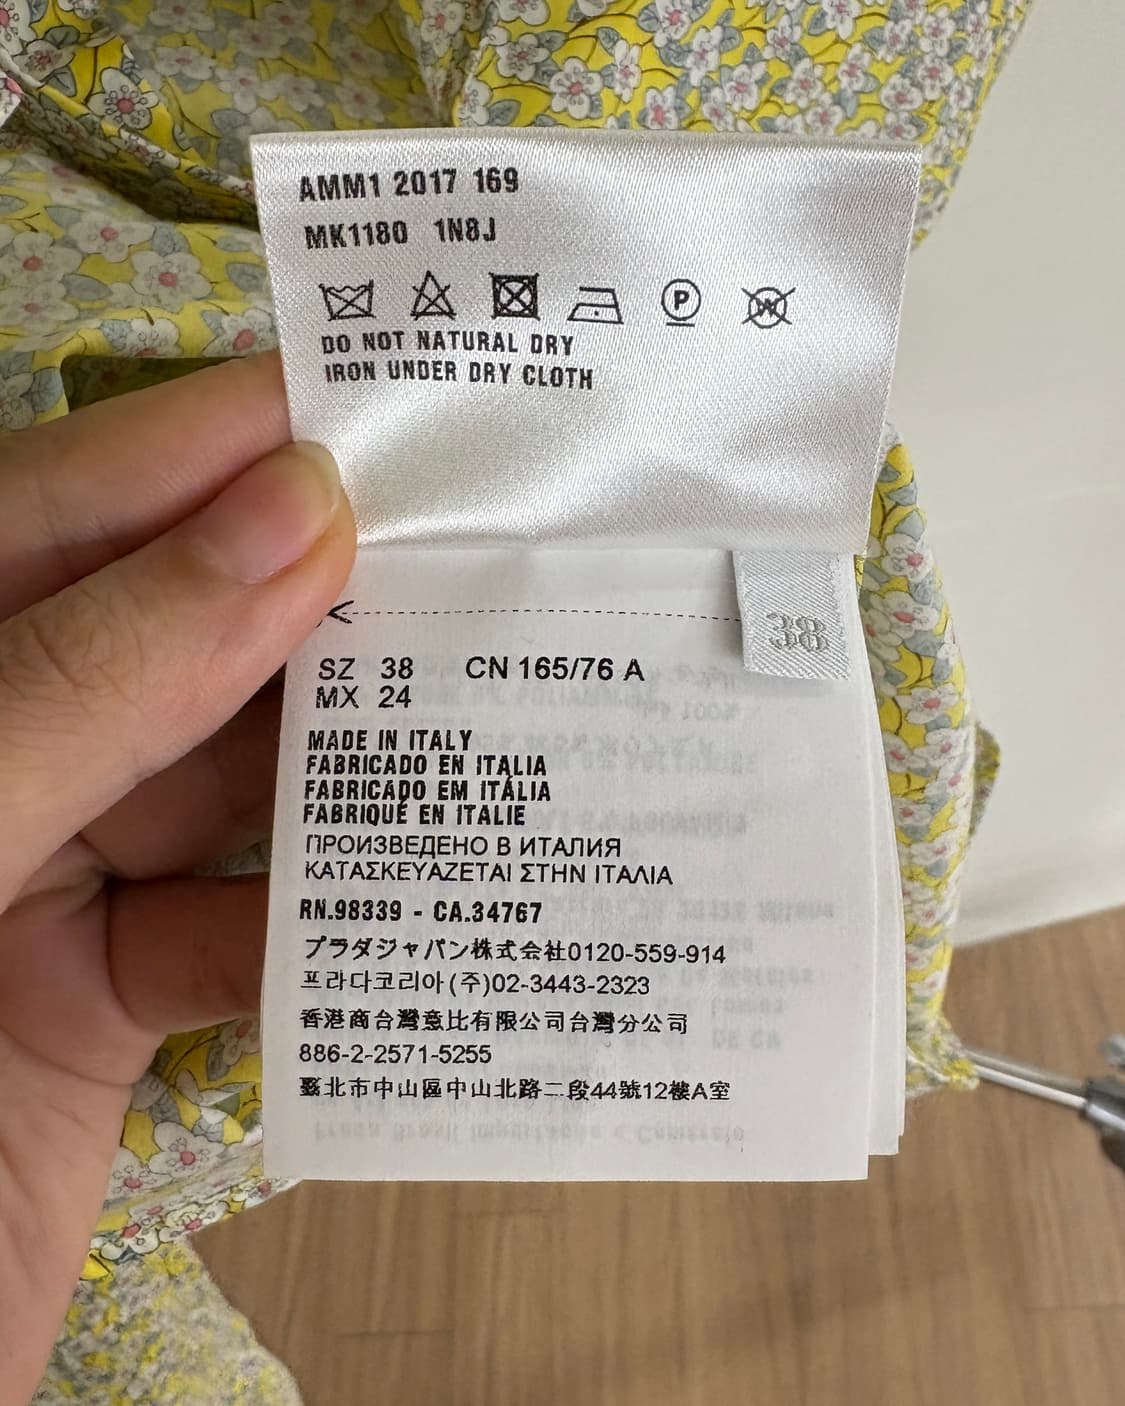 AMM1 2017 169
MK1180 1N8J
P
W
DO NOT NATURAL DRY
IRON UNDER DRY CLOTH
38
SZ 38 CN 165/76 A
MX 24
MADE IN ITALY
FABRICADO EN ITALIA
FABRICADO EM ITÁLIA
FABRIQUÉ EN ITALIE
ПРОИЗВЕДЕНО В ИТАЛИЯ
ΚΑΤΑΣΚΕΥΑΖΕΤΑΙ ΣΤΗΝ ΙΤΑΛΙΑ
RN.98339 - CA.34767
プラダジャパン株式会社0120-559-914
프라다코리아(주)02-3443-2323
香港商台灣意比有限公司台灣分公司
886-2-2571-5255
臺北市中山區中山北路二段44號12樓A室